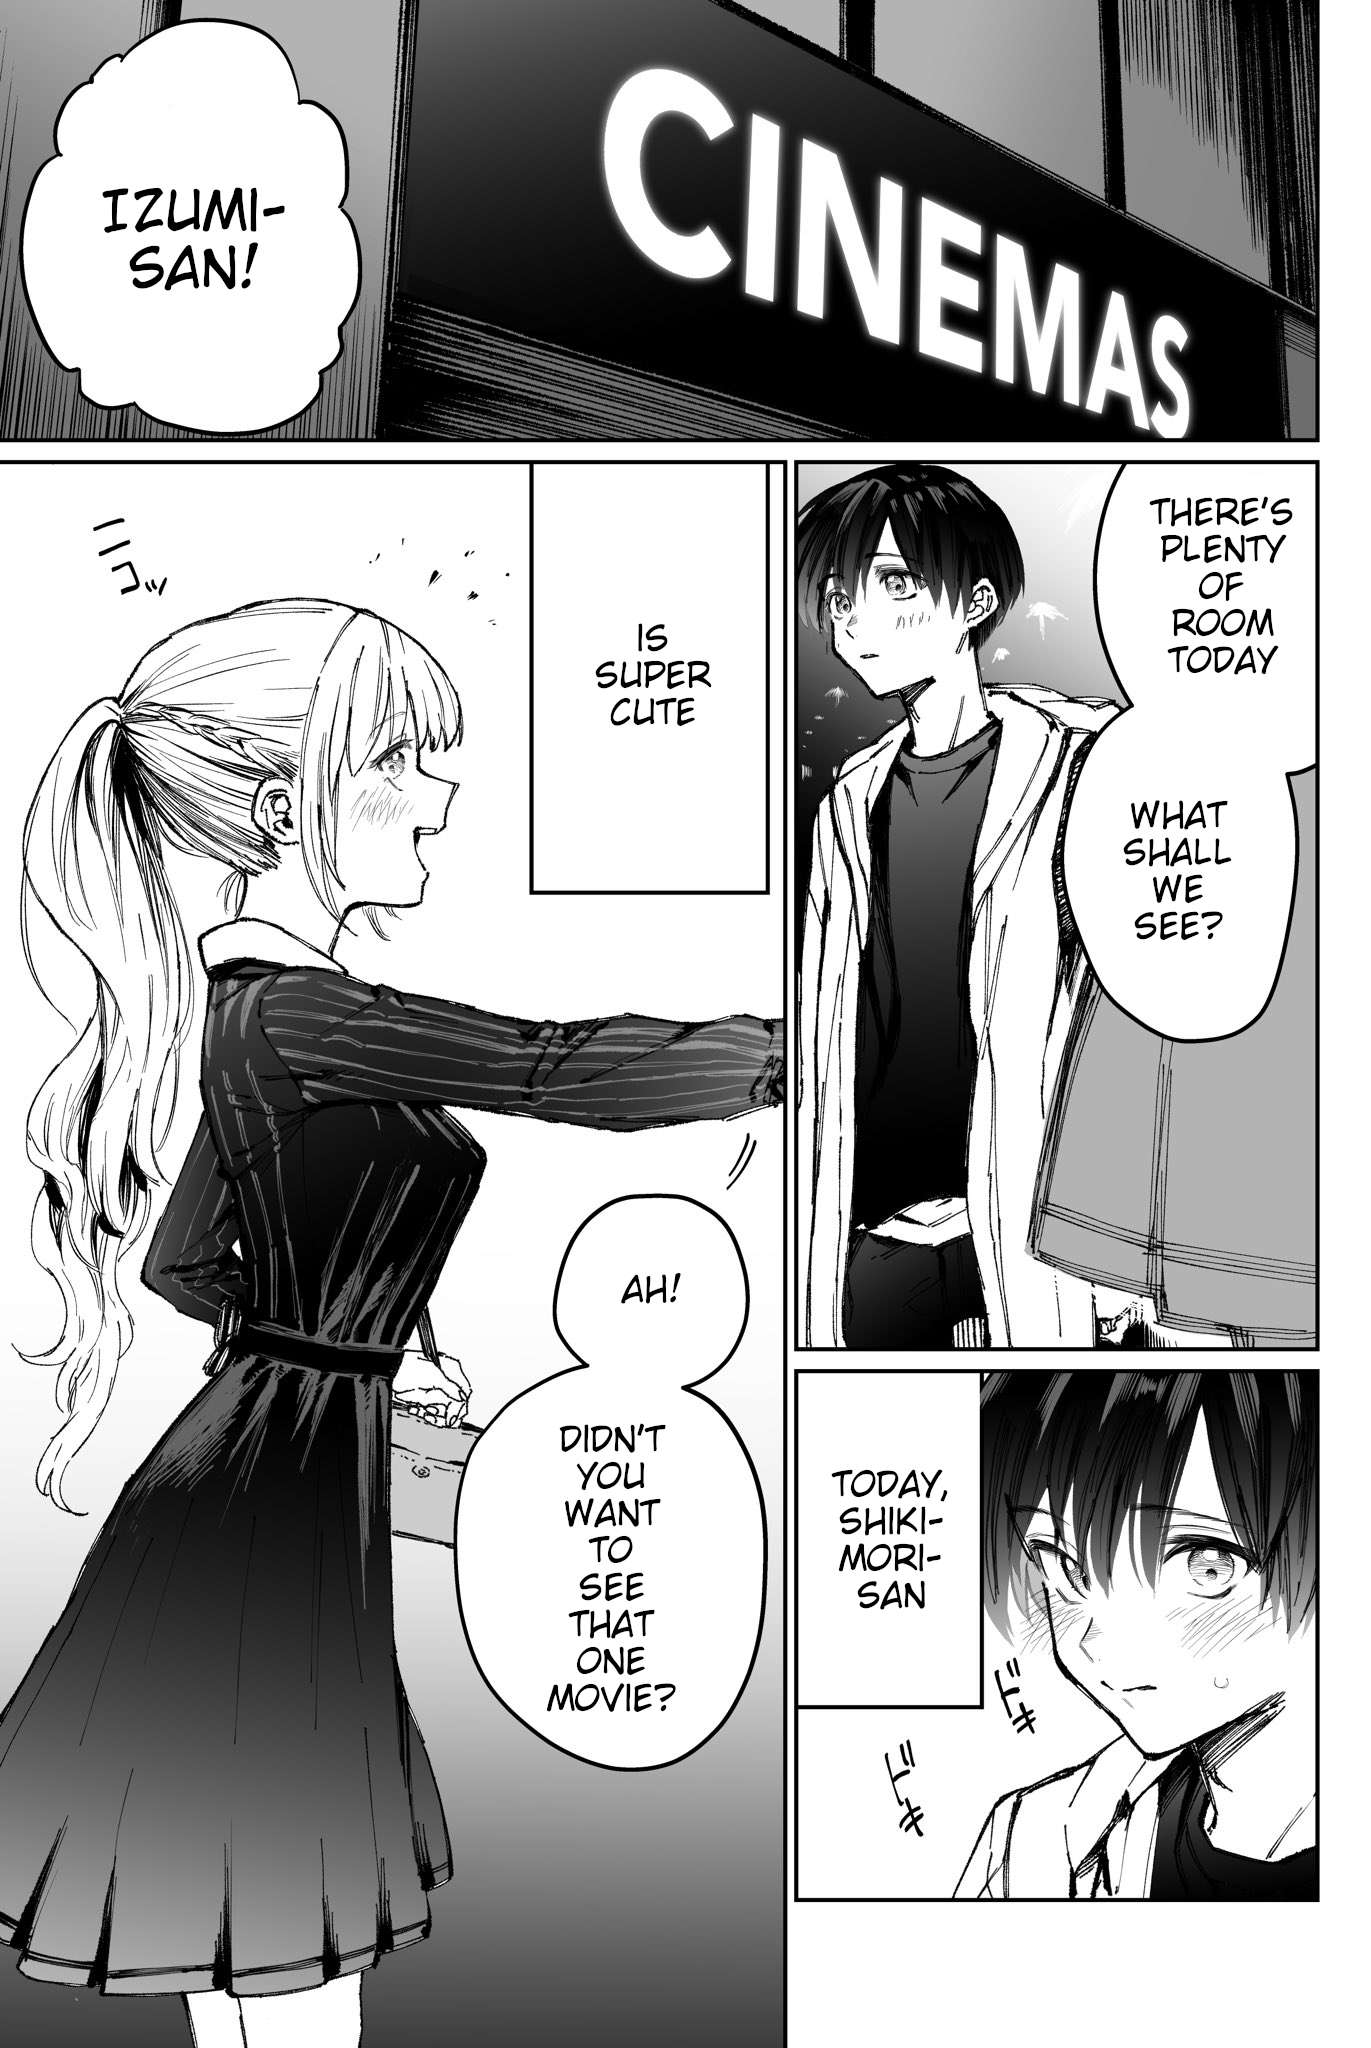 CINEMAS
IZUMI-
SAN!
THERE'S
PLENTY
OF
ROOM
TODAY
WHAT
SHALL
WE
SEE?
TODAY,
SHIKI-
MORI-
SAN
ドキ
ドキ
IS
SUPER
CUTE
ニコッ
AH!
DIDN'T
YOU
WANT
TO
SEE
THAT
ONE
MOVIE?